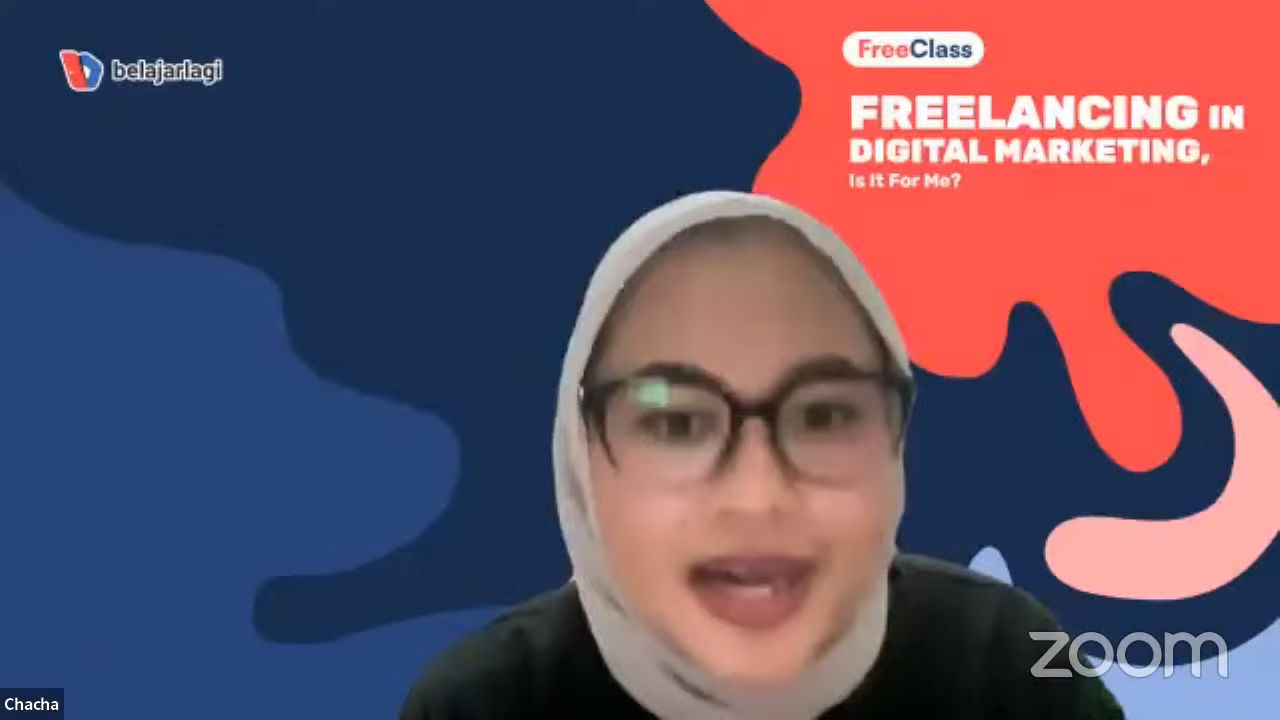 belajarlagi
FreeClass
FREELANCING IN
DIGITAL MARKETING,
Is It For Me?
zoom
Chacha